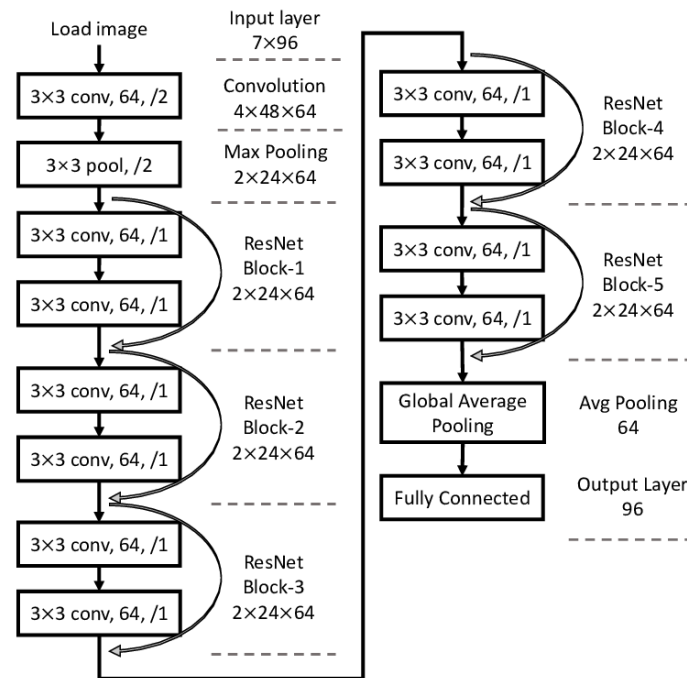 Load image
Input layer
7×96
3×3 conv, 64, /2
Convolution
4×48×64
3×3 pool, /2
Max Pooling
2×24×64
3×3 conv, 64, /1
3×3 conv, 64, /1
ResNet
Block-1
2×24×64
3×3 conv, 64, /1
3×3 conv, 64, /1
ResNet
Block-2
2×24×64
3×3 conv, 64, /1
3×3 conv, 64, /1
ResNet
Block-3
2×24×64
3×3 conv, 64, /1
3×3 conv, 64, /1
ResNet
Block-4
2×24×64
3×3 conv, 64, /1
3×3 conv, 64, /1
ResNet
Block-5
2×24×64
Global Average
Pooling
Avg Pooling
64
Fully Connected
Output Layer
96